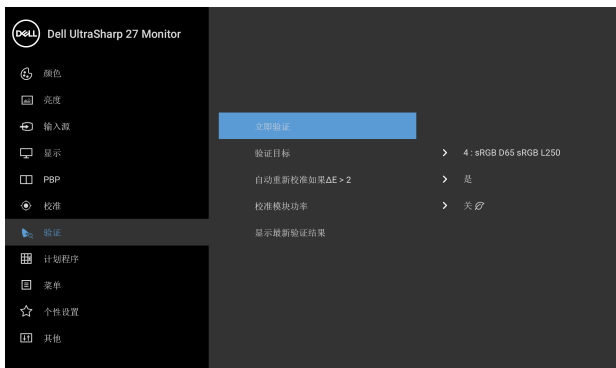 DELL Dell UltraSharp 27 Monitor
颜色
亮度
输入源
立即验证
显示
验证目标 4 : sRGB D65 sRGB L250
PBP
自动重新校准如果ΔE > 2 是
校准
校准模块功率 关
验证
显示最新验证结果
计划程序
菜单
个性设置
其他